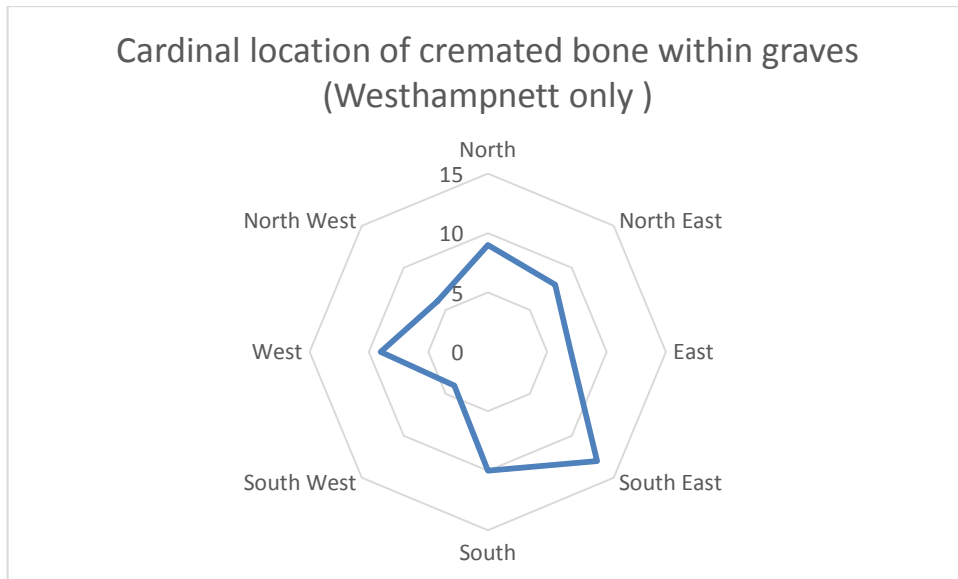 Cardinal location of cremated bone within graves
(Westhampnett only )
North
15
North West
North East
10
5
West
0
East
South West
South East
South